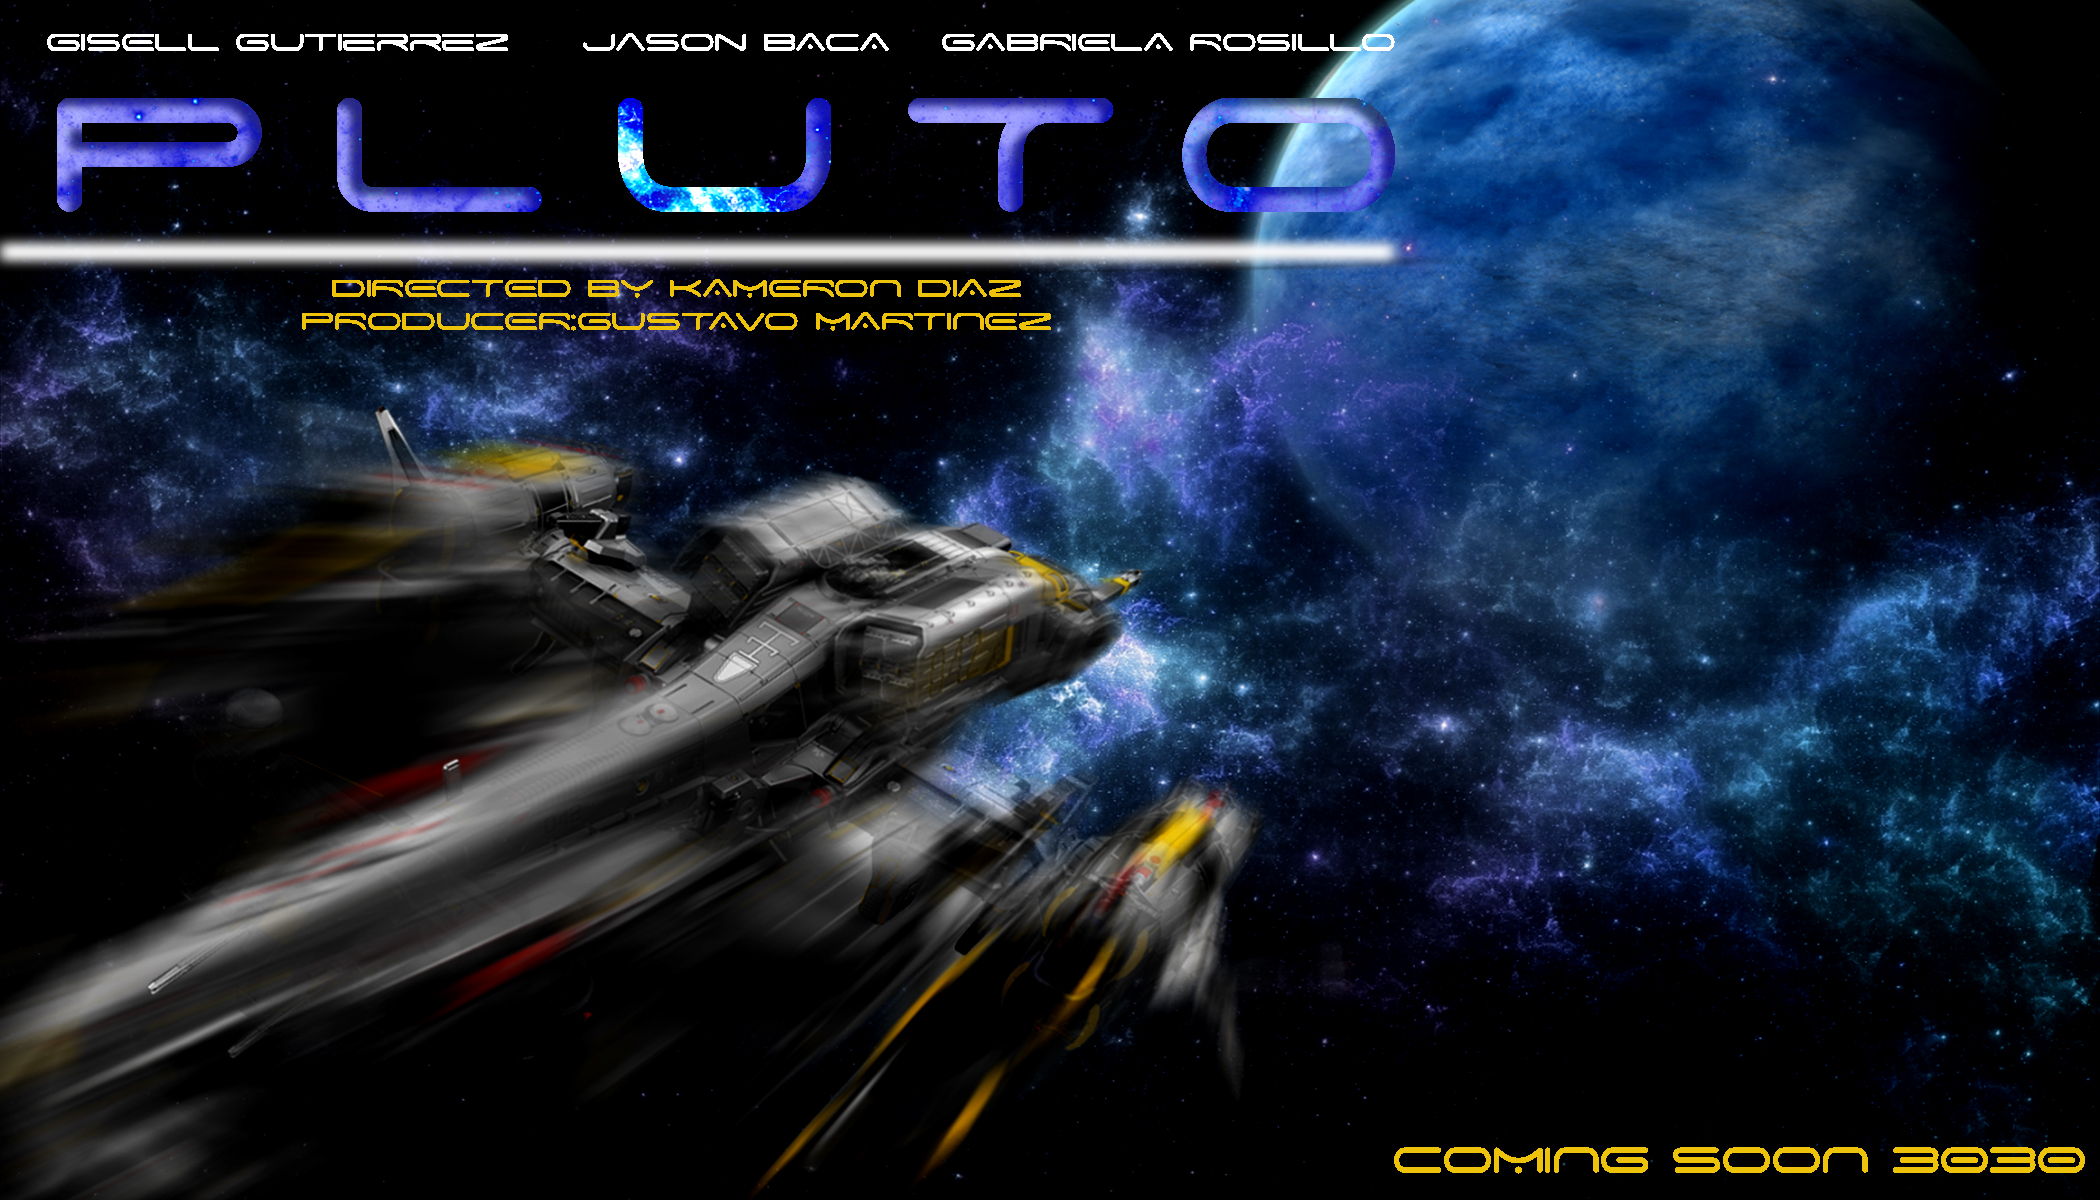 GISELL GUTIERREZ JASON BACA GABRIELA ROSILLO
PLUTO
DIRECTED BY KAMERON DIAZ
PRODUCER:GUSTAVO MARTINEZ
COMING SOON 3030